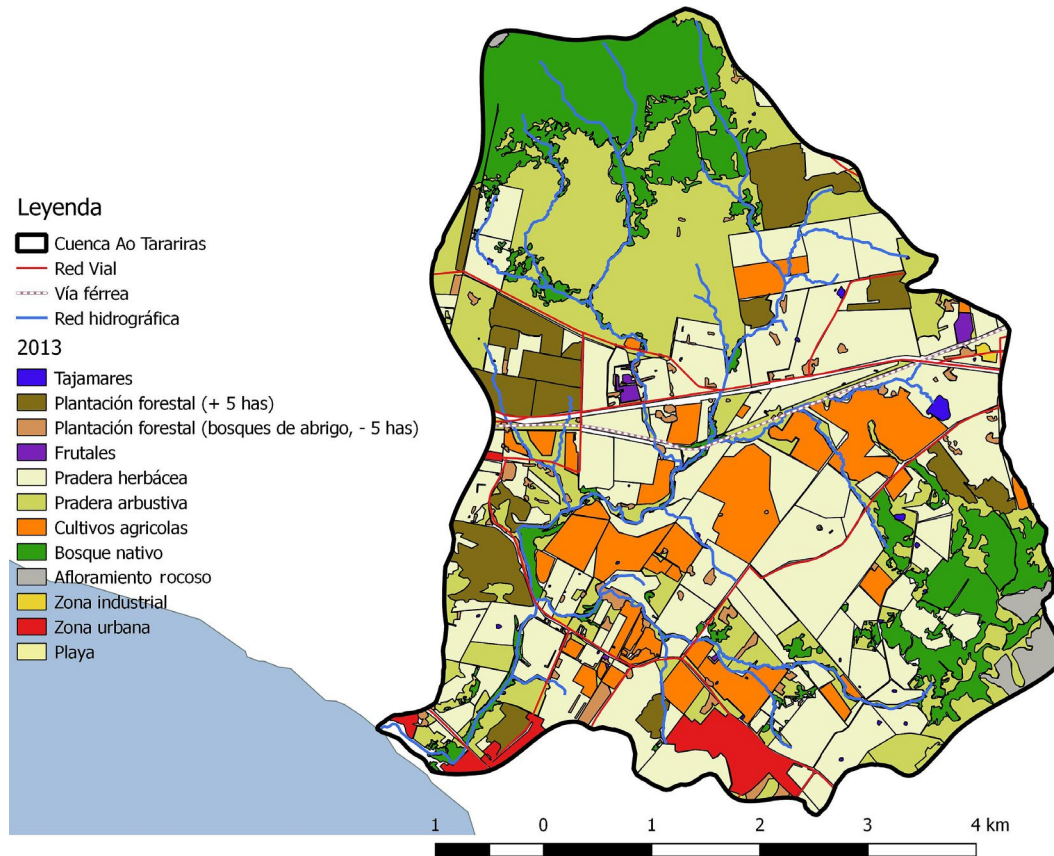 Leyenda
Cuenca Ao Tarariras
Red Vial
Vía férrea
Red hidrográfica
2013
Tajamares
Plantación forestal (+ 5 has)
Plantación forestal (bosques de abrigo, - 5 has)
Frutales
Pradera herbácea
Pradera arbustiva
Cultivos agricolas
Bosque nativo
Afloramiento rocoso
Zona industrial
Zona urbana
Playa
1 0 1 2 3 4 km